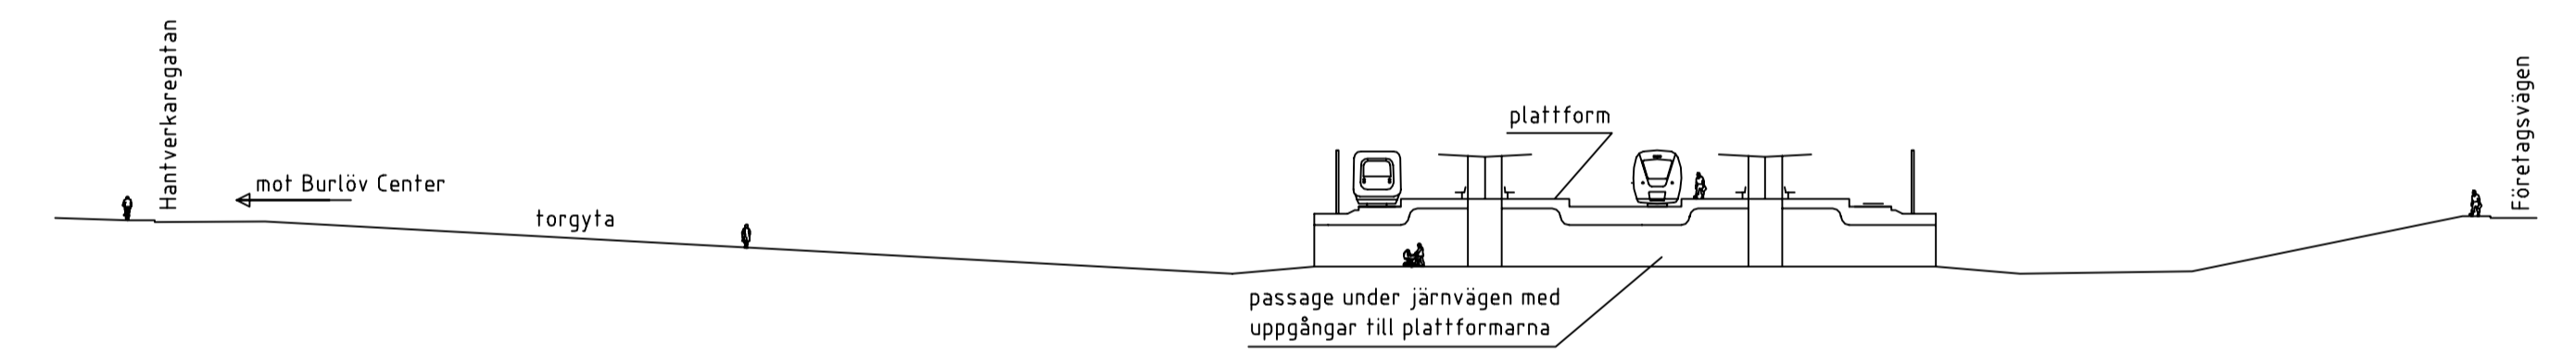 Hantverkaregatan
mot Burlöv Center
torgyta
plattform
passage under järnvägen med
uppgångar till plattformarna
Företagsvägen